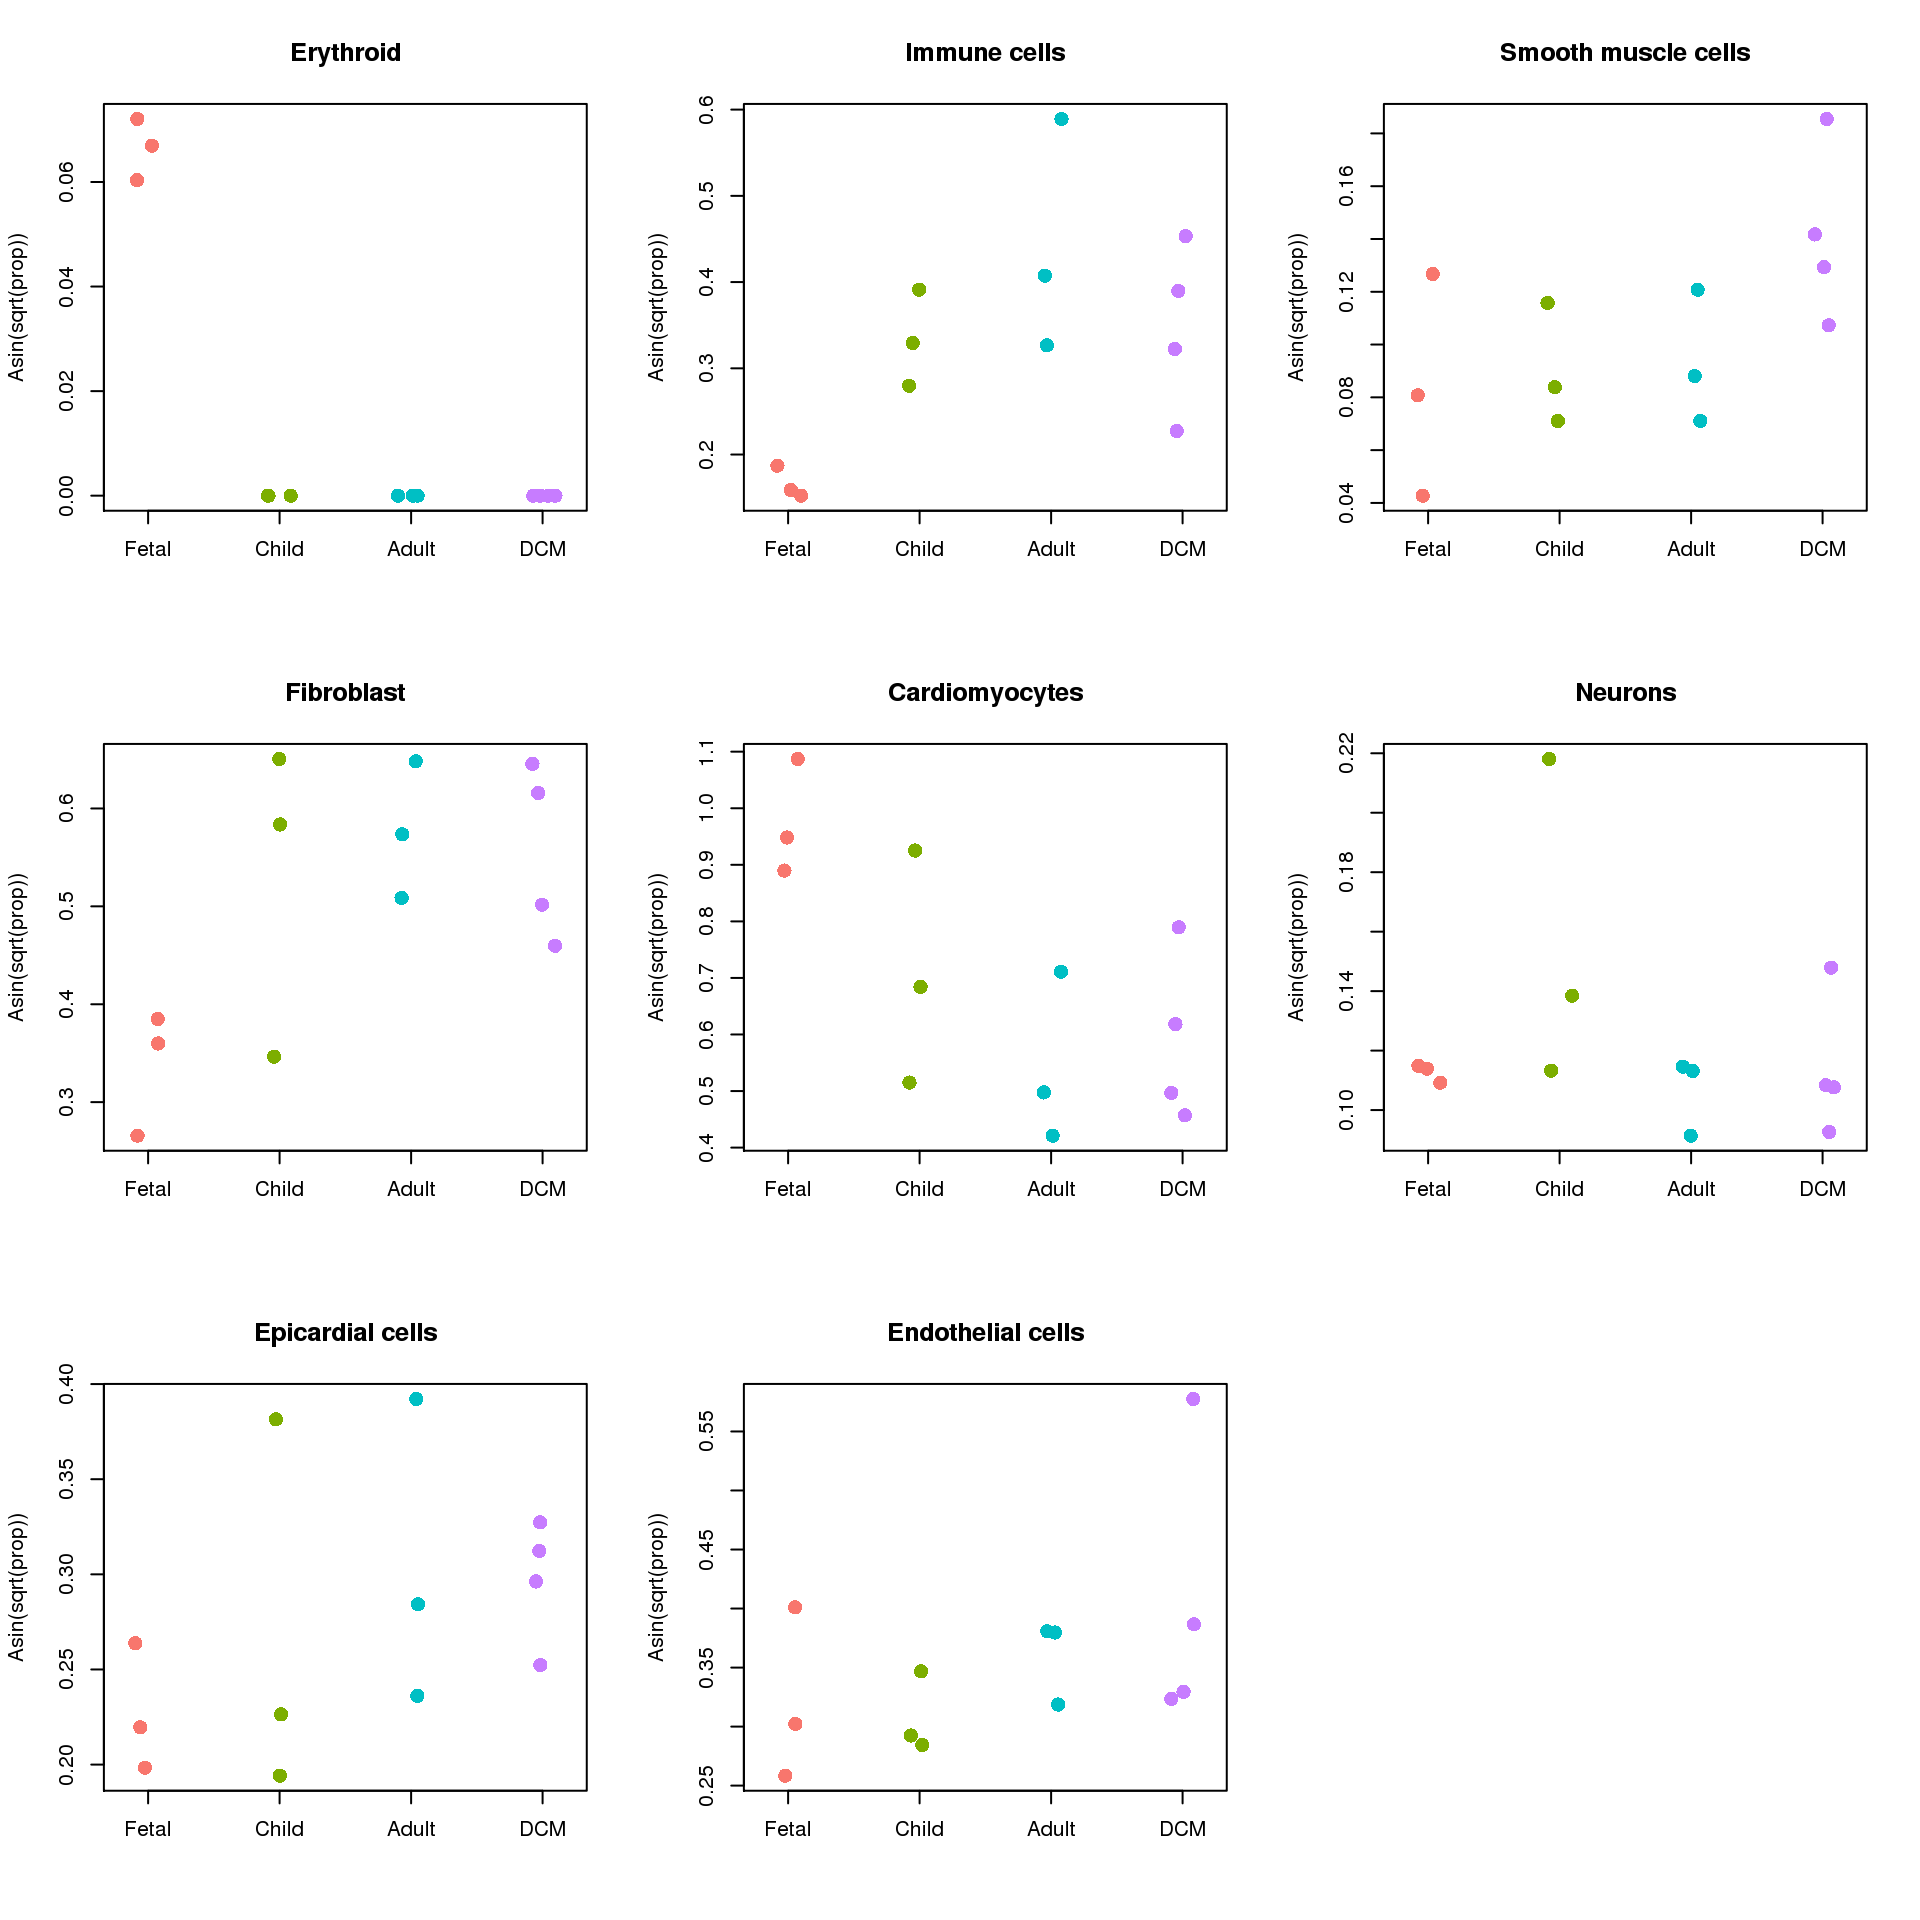 Erythroid
Asin(sqrt(prop))
0.06
0.04
0.02
0.00
Fetal Child Adult DCM
Immune cells
Asin(sqrt(prop))
0.6
0.5
0.4
0.3
0.2
Fetal Child Adult DCM
Smooth muscle cells
Asin(sqrt(prop))
0.16
0.12
0.08
0.04
Fetal Child Adult DCM
Fibroblast
Asin(sqrt(prop))
0.6
0.5
0.4
0.3
Fetal Child Adult DCM
Cardiomyocytes
Asin(sqrt(prop))
1.1
1.0
0.9
0.8
0.7
0.6
0.5
0.4
Fetal Child Adult DCM
Neurons
Asin(sqrt(prop))
0.22
0.18
0.14
0.10
Fetal Child Adult DCM
Epicardial cells
Asin(sqrt(prop))
0.40
0.35
0.30
0.25
0.20
Fetal Child Adult DCM
Endothelial cells
Asin(sqrt(prop))
0.55
0.45
0.35
0.25
Fetal Child Adult DCM